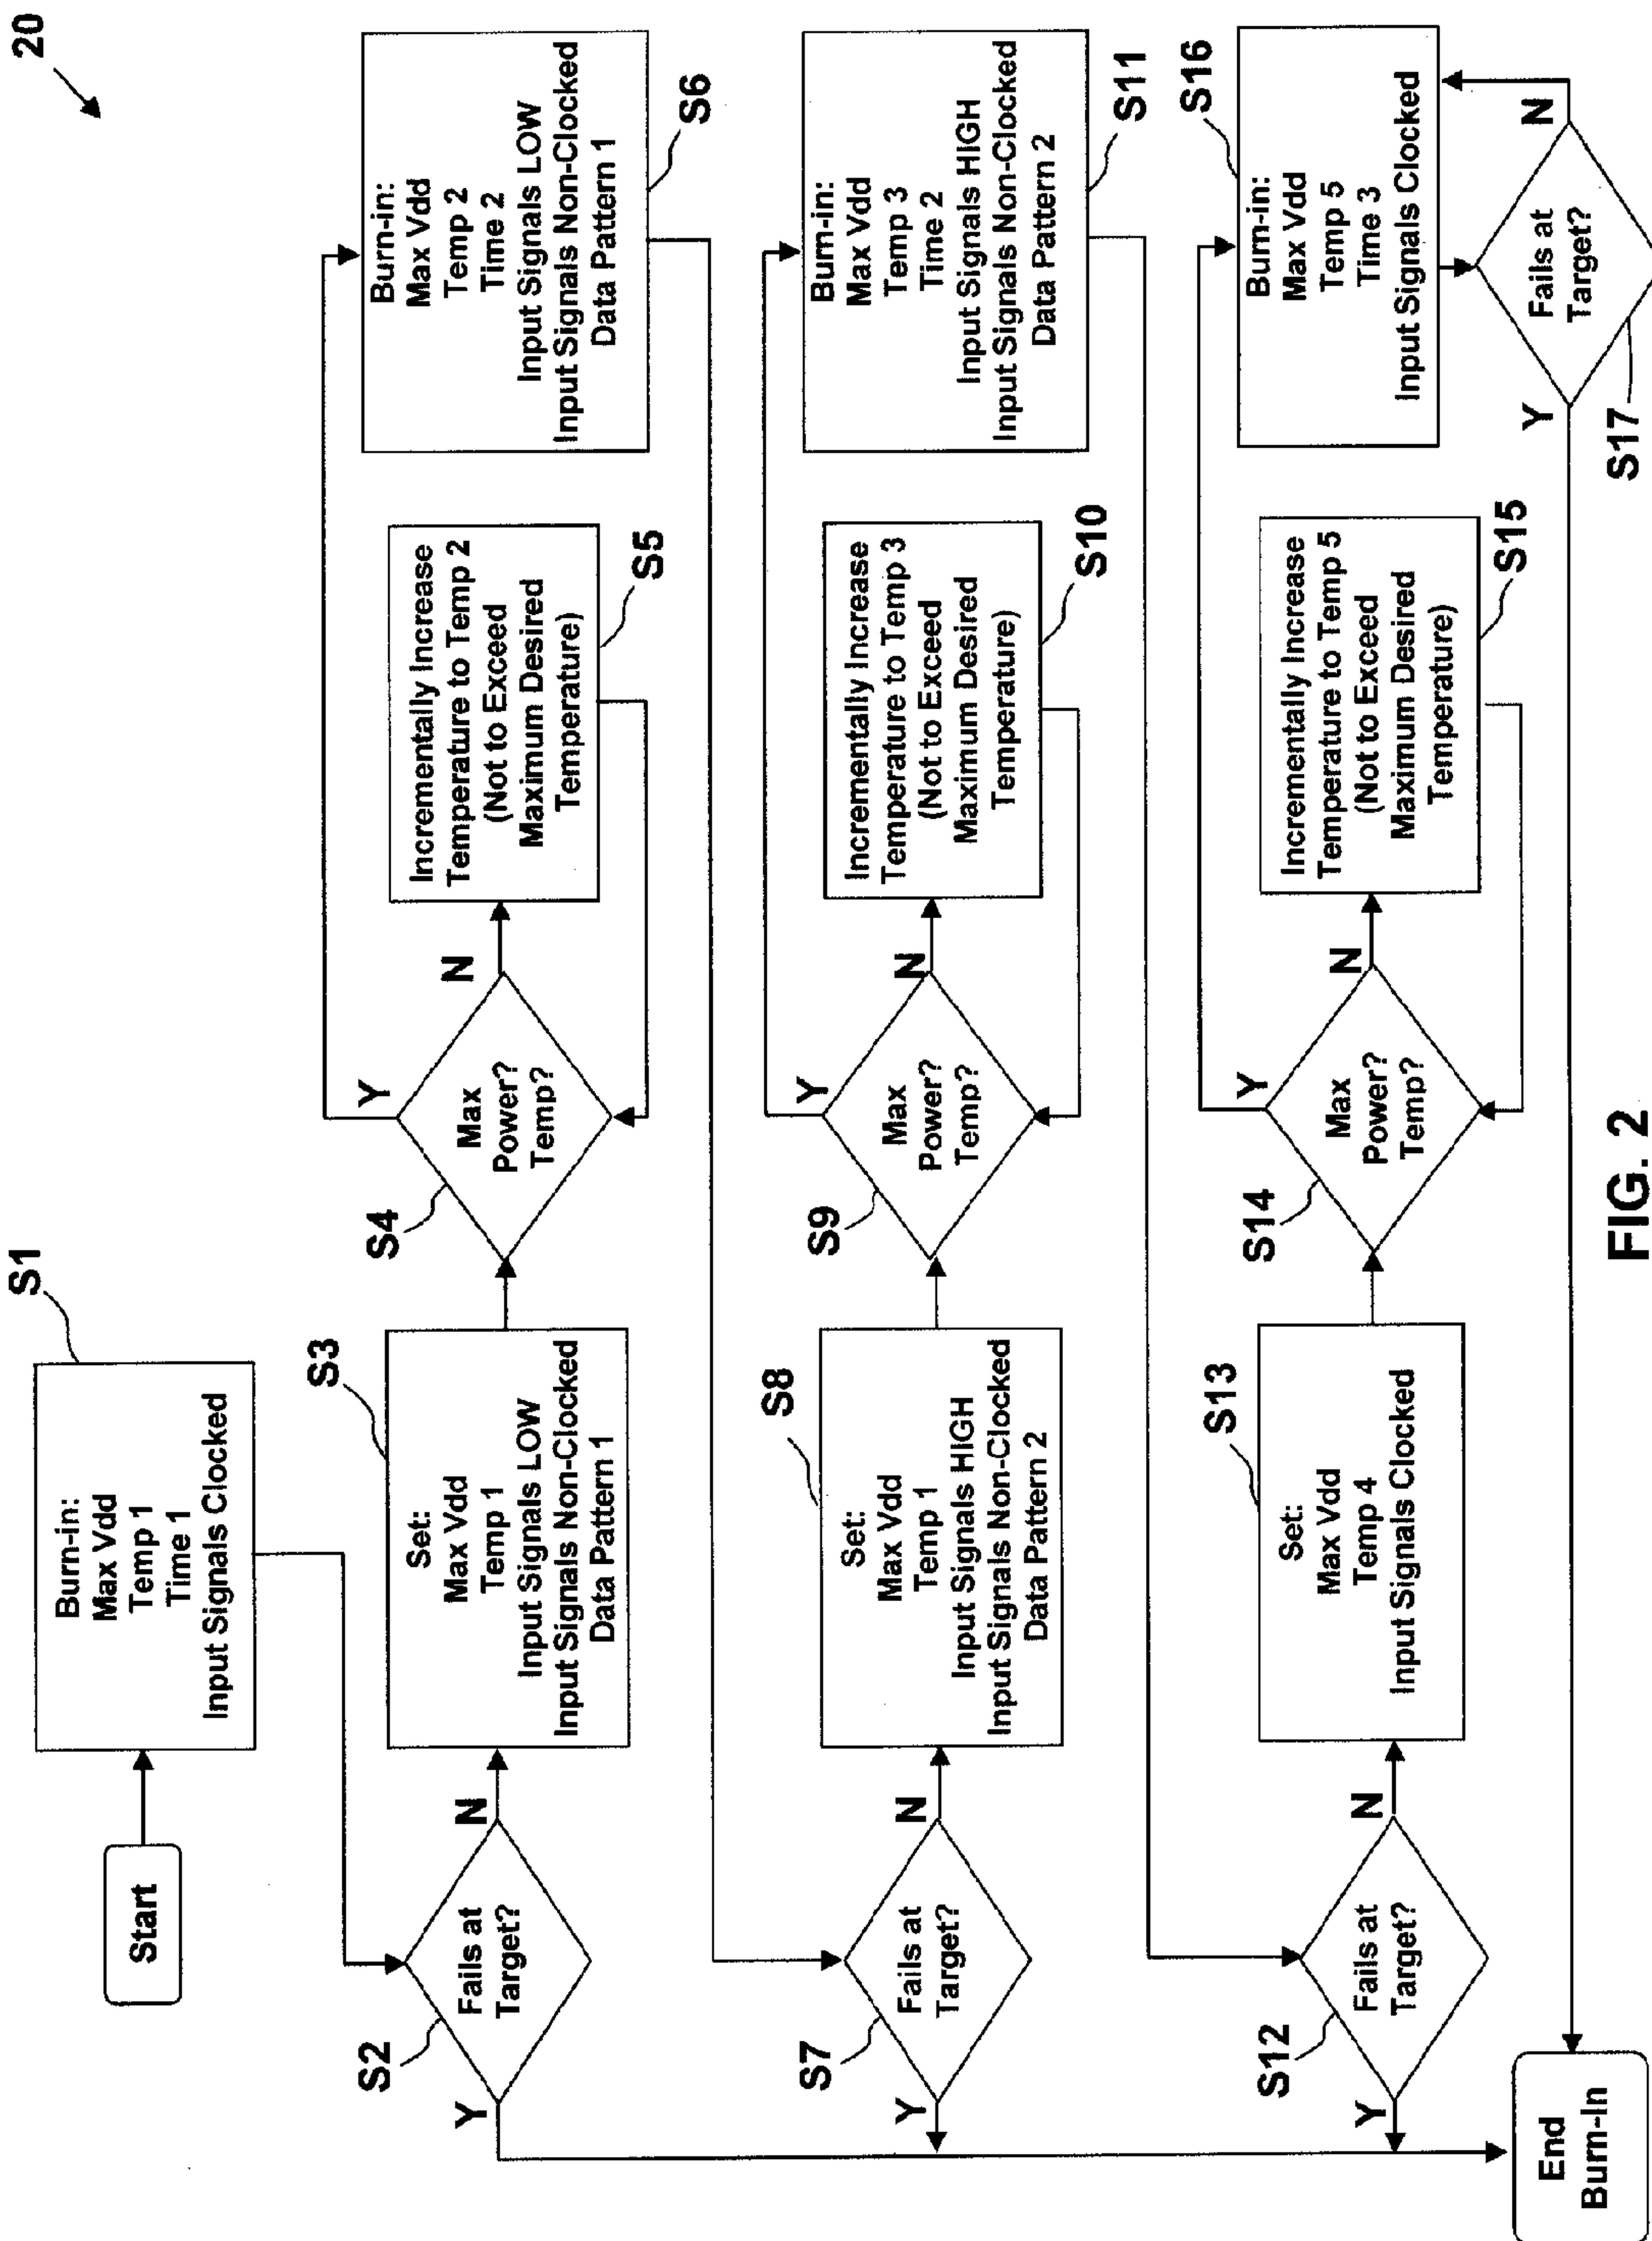 20
Start
S1
Burn-in:
Max Vdd
Temp 1
Time 1
Input Signals Clocked
S2
Fails at
Target?
Y
N
S3
Set:
Max Vdd
Temp 1
Input Signals LOW
Input Signals Non-Clocked
Data Pattern 1
S4
Max
Power?
Temp?
Y
N
Incrementally Increase
Temperature to Temp 2
(Not to Exceed
Maximum Desired
Temperature)
S5
Burn-in:
Max Vdd
Temp 2
Time 2
Input Signals LOW
Input Signals Non-Clocked
Data Pattern 1
S6
S7
Fails at
Target?
Y
N
S8
Set:
Max Vdd
Temp 1
Input Signals HIGH
Input Signals Non-Clocked
Data Pattern 2
S9
Max
Power?
Temp?
Y
N
Incrementally Increase
Temperature to Temp 3
(Not to Exceed
Maximum Desired
Temperature)
S10
Burn-in:
Max Vdd
Temp 3
Time 2
Input Signals HIGH
Input Signals Non-Clocked
Data Pattern 2
S11
S12
Fails at
Target?
Y
N
S13
Set:
Max Vdd
Temp 4
Input Signals Clocked
S14
Max
Power?
Temp?
Y
N
Incrementally Increase
Temperature to Temp 5
(Not to Exceed
Maximum Desired
Temperature)
S15
S16
Burn-in:
Max Vdd
Temp 5
Time 3
Input Signals Clocked
Fails at
Target?
Y
N
S17
End
Burn-In
FIG. 2